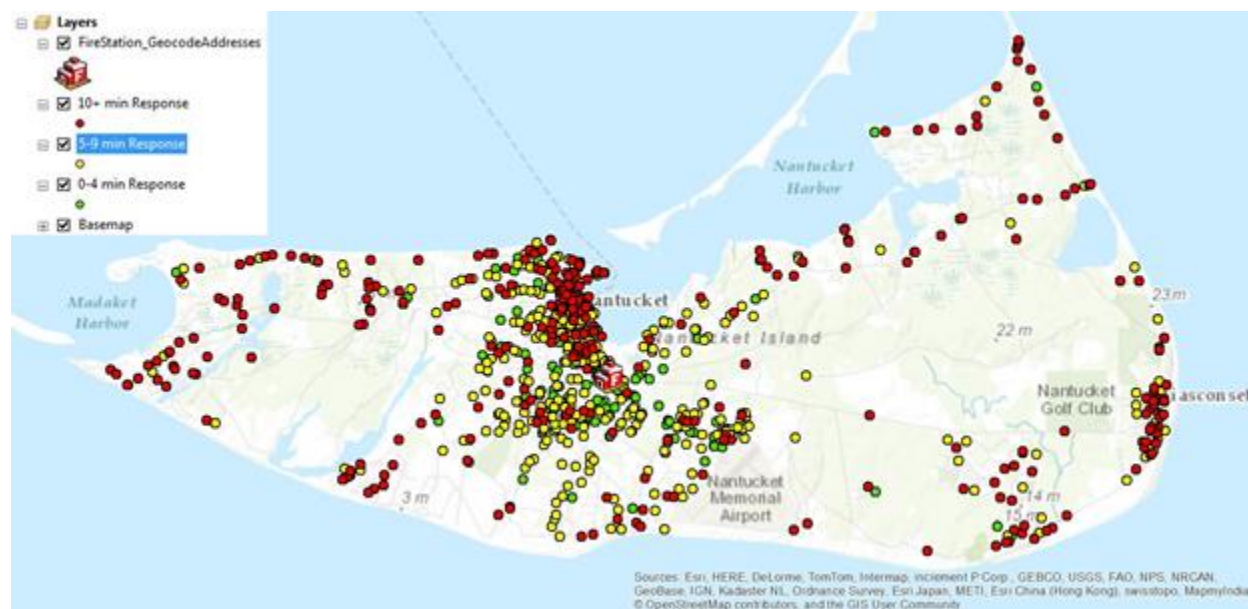 Layers
FireStation_GeocodeAddresses
10+ min Response
5-9 min Response
0-4 min Response
Basemap
Nantucket
Harbor
Madaket
Harbor
antucket
Nantucket Island
23 m
22 m
Nantucket
Golf Club
asconset
Nantucket
Memorial
Airport
3 m
14 m
15 m
Sources: Esri, HERE, DeLorme, TomTom, Intermap, increment P Corp., GEBCO, USGS, FAO, NPS, NRCAN,
GeoBase, IGN, Kadaster NL, Ordnance Survey, Esri Japan, METI, Esri China (Hong Kong), swisstopo, MapmyIndia
© OpenStreetMap contributors, and the GIS User Community